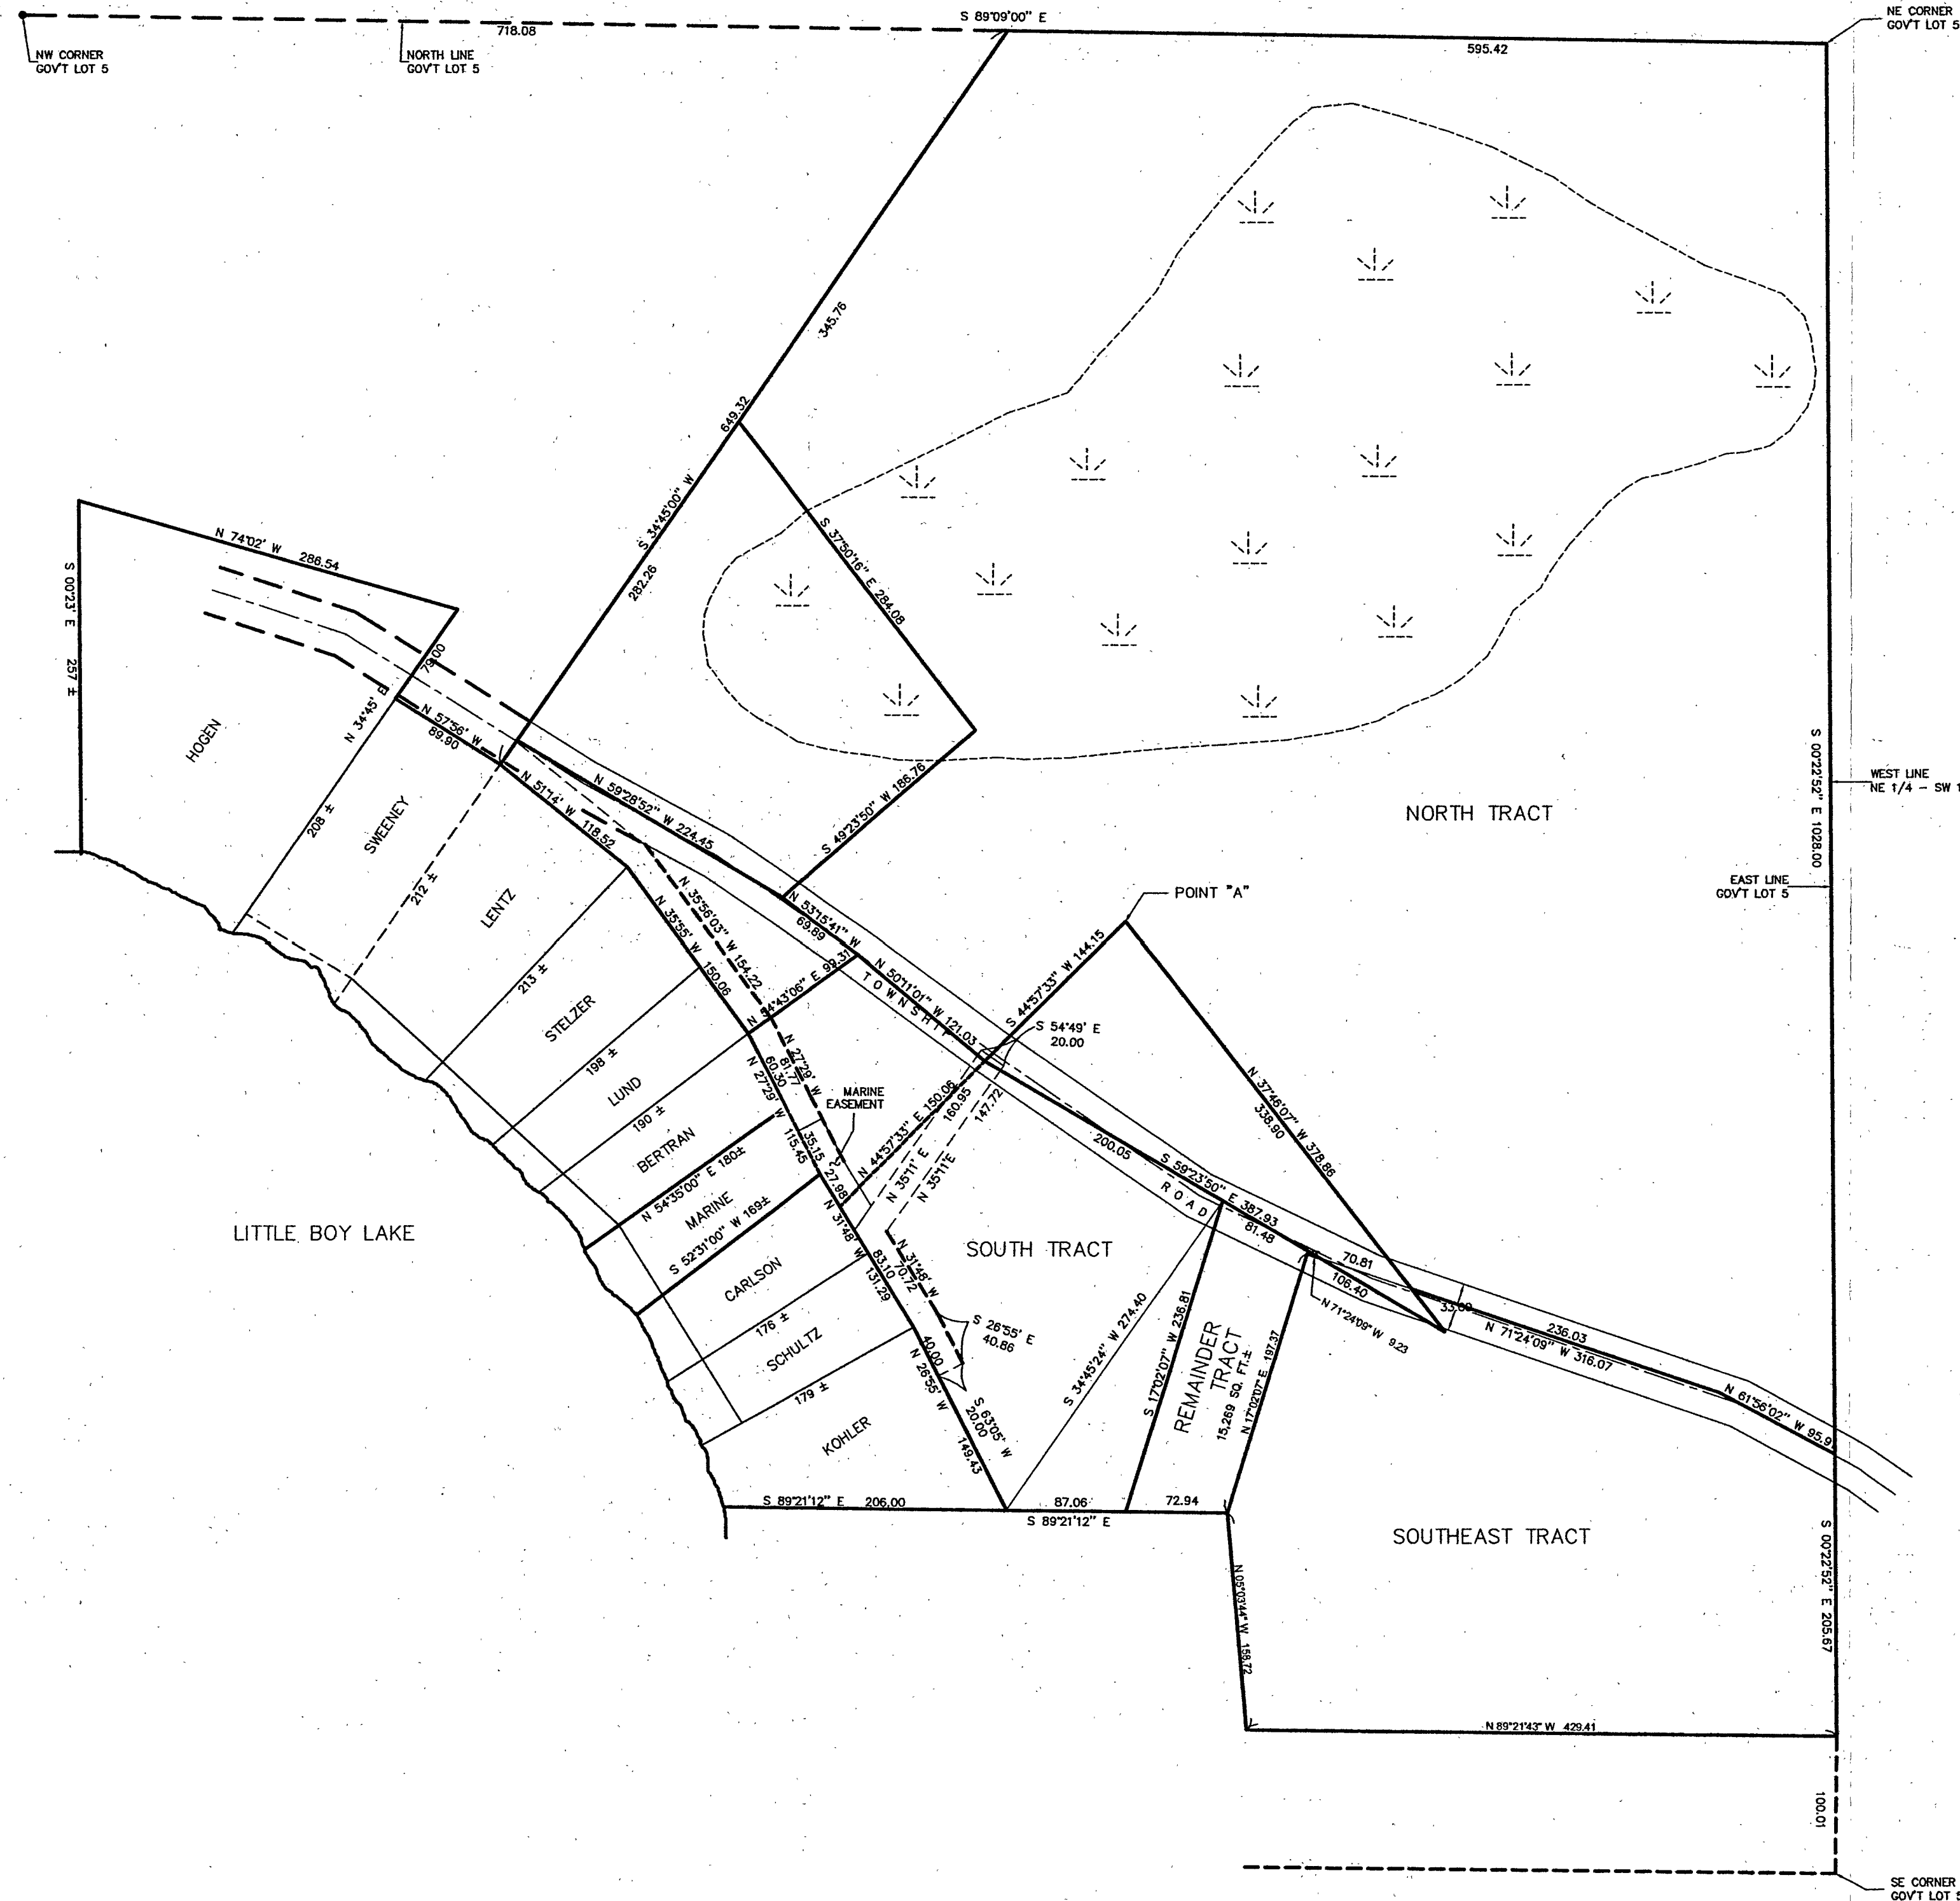 S 89°09'00" E
NE CORNER
GOV'T LOT 5
718.08
595.42
NW CORNER
GOV'T LOT 5
NORTH LINE
GOV'T LOT 5
345.76
649.32
S 34°45'00" W
282.26
S 37°50'16" E 284.08
N 74°02' W 286.54
S 00°23' E 257 ±
79.00
N 34°45' E
N 57°56' W
89.90
HOGEN
208 ±
SWEENEY
212 ±
N 51°14' W 118.52
N 59°28'52" W 224.45
S 49°23'50" W 186.76
NORTH TRACT
S 00°22'52" E 1028.00
WEST LINE
NE 1/4 - SW 1
EAST LINE
GOV'T LOT 5
LENTZ
213 ±
N 35°55' W 150.06
N 35°56'03" W 154.22
N 53°15'41" W
69.89
POINT "A"
N 54°43'06" E 99.31
N 50°11'01" W 121.03
TOWNSHIP
S 44°57'33" W 144.15
S 54°49' E
20.00
STELZER
198 ±
LUND
190 ±
N 27°29' W
81.77
60.30
N 27°29' W
115.45
35.15
MARINE
EASEMENT
BERTRAN
N 54°35'00" E 180±
MARINE
S 52°31'00" W 169±
27.98
N 44°57'33" E 150.06
160.95
147.72
N 35°11' E
N 35°11'E
N 37°46'07" W 378.86
338.90
200.05
S 59°23'50" E 387.93
ROAD
81.48
LITTLE BOY LAKE
SOUTH TRACT
CARLSON
N 31°48' W
83.10
131.29
N 31°48' W
70.72
176 ±
SCHULTZ
179 ±
40.00
N 26°55' W
149.43
S 26°55' E
40.86
S 63°05' W
20.00
S 34°45'24" W 274.40
S 17°02'07" W 236.81
REMAINDER
TRACT
15,269 SQ. FT.±
N 17°02'07" E 197.37
70.81
106.40
N 71°24'09" W 9.23
236.03
N 71°24'09" W 316.07
N 61°56'02" W 95.9
KOHLER
S 89°21'12" E 206.00
87.06
72.94
S 89°21'12" E
SOUTHEAST TRACT
S 00°22'52" E 205.67
N 05°03'44" W 158.72
N 89°21'43" W 429.41
100.01
SE CORNER
GOV'T LOT 5